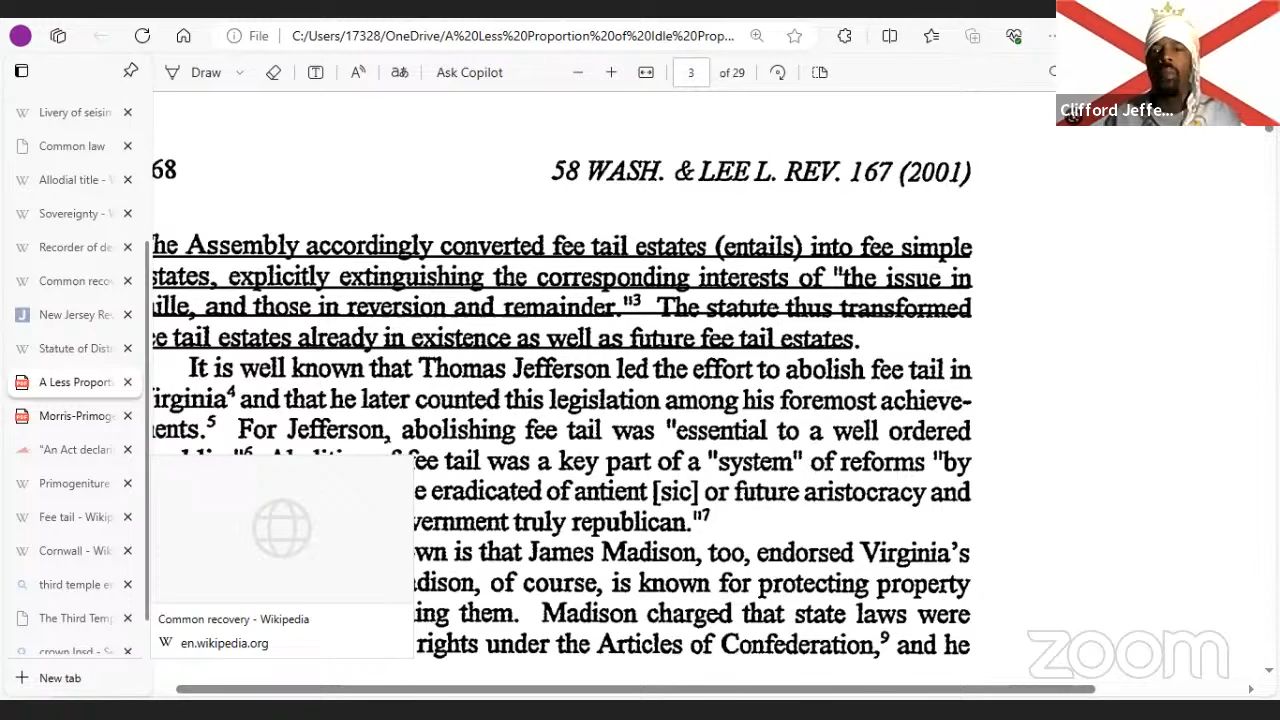 File
C:/Users/17328/OneDrive/A%20Less%20Proportion%20of%20Idle%20Prop...
Draw
Ask Copilot
3
of 29
Clifford Jeffe...
Livery of seisin
Common law
Allodial title -
Sovereignty -
Recorder of de
Common reco
New Jersey Re
Statute of Dist
A Less Proport
Morris-Primog
"An Act declari
Primogeniture
Fee tail - Wikip
Cornwall - Wik
third temple e
The Third Tem
crown lnsd - S
New tab
68
58 WASH. & LEE L. REV. 167 (2001)
he Assembly accordingly converted fee tail estates (entails) into fee simple
states, explicitly extinguishing the corresponding interests of "the issue in
aille, and those in reversion and remainder."3 The statute thus transformed
ee tail estates already in existence as well as future fee tail estates.
It is well known that Thomas Jefferson led the effort to abolish fee tail in
irginia4 and that he later counted this legislation among his foremost achieve-
ents.5 For Jefferson, abolishing fee tail was "essential to a well ordered
fee tail was a key part of a "system" of reforms "by
e eradicated of antient [sic] or future aristocracy and
vernment truly republican."7
wn is that James Madison, too, endorsed Virginia's
adison, of course, is known for protecting property
ing them. Madison charged that state laws were
rights under the Articles of Confederation,9 and he
Common recovery - Wikipedia
W en.wikipedia.org
zoom